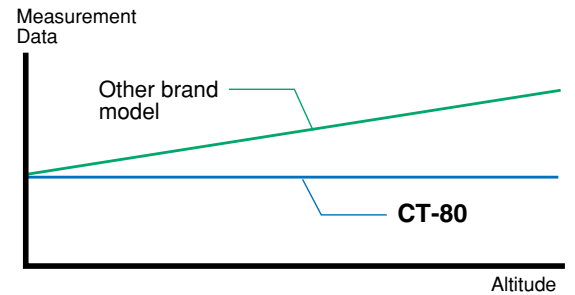 Measurement
Data
Other brand
model
CT-80
Altitude